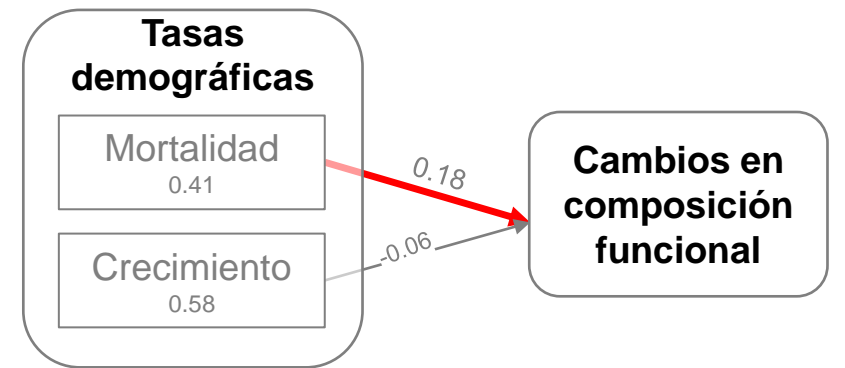 Tasas
demográficas
Mortalidad
0.41
0.18
Crecimiento
0.58
-0.06
Cambios en
composición
funcional